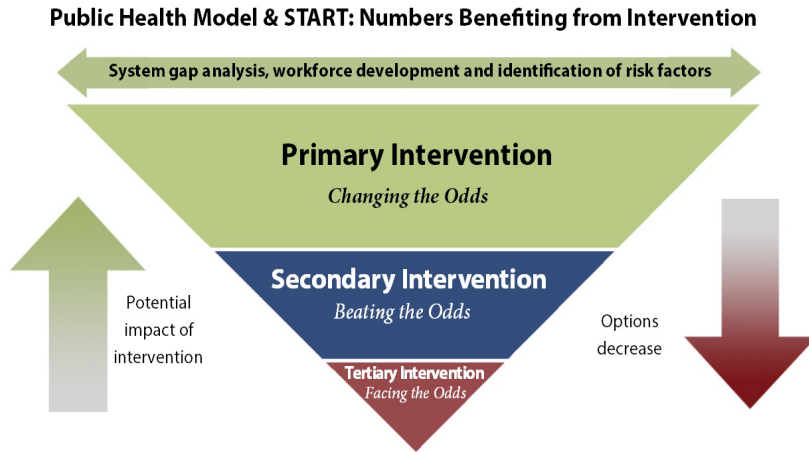 Public Health Model & START: Numbers Benefiting from Intervention
System gap analysis, workforce development and identification of risk factors
Primary Intervention
Changing the Odds
Secondary Intervention
Beating the Odds
Potential
impact of
intervention
Options
decrease
Tertiary Intervention
Facing the Odds